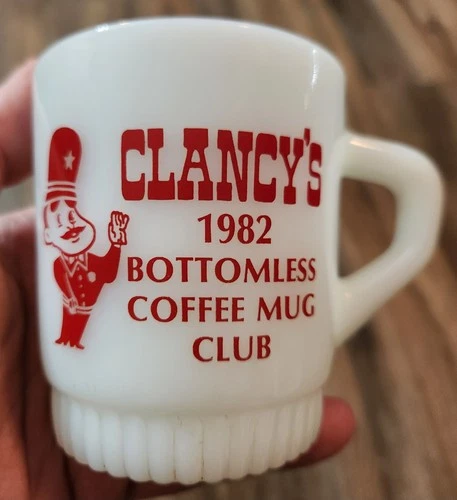 CLANCY'S
1982
BOTTOMLESS
COFFEE MUG
CLUB